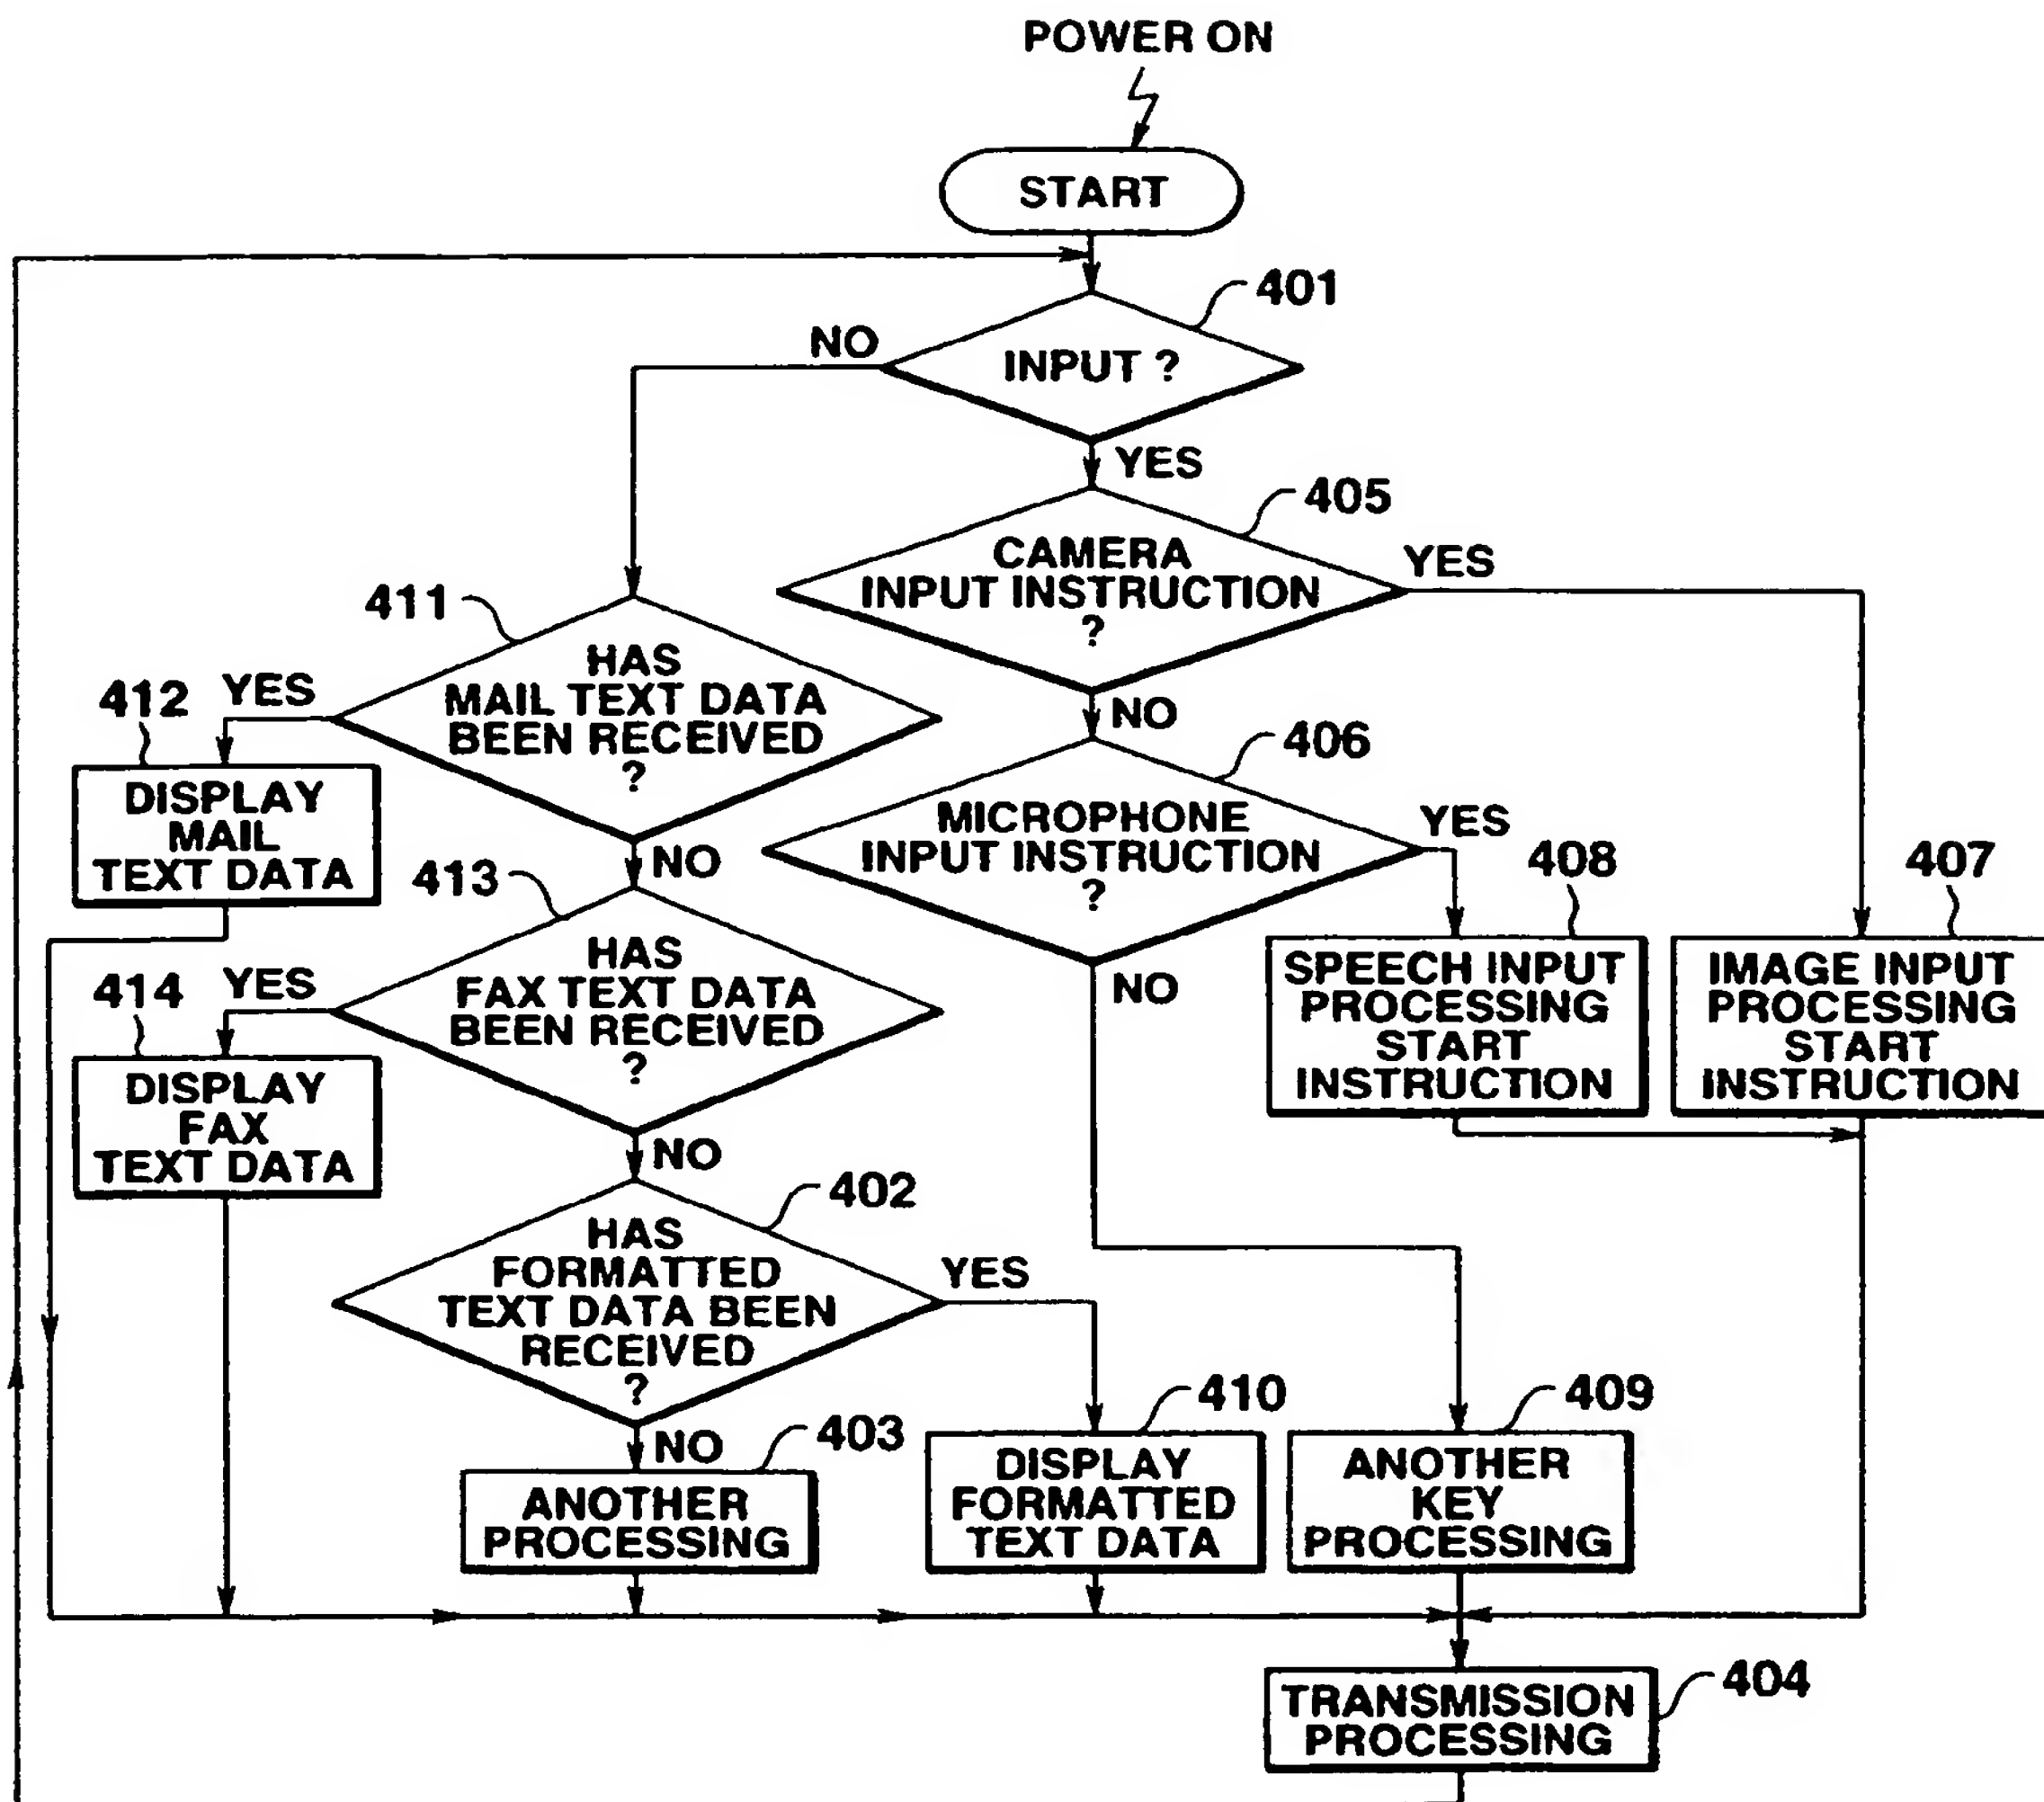 POWER ON
START
401
NO
INPUT ?
YES
405
CAMERA
INPUT INSTRUCTION
?
YES
411
HAS
MAIL TEXT DATA
BEEN RECEIVED
?
412
YES
NO
406
DISPLAY
MAIL
TEXT DATA
MICROPHONE
INPUT INSTRUCTION
?
YES
NO
413
408
407
HAS
FAX TEXT DATA
BEEN RECEIVED
?
414
YES
NO
SPEECH INPUT
PROCESSING
START
INSTRUCTION
IMAGE INPUT
PROCESSING
START
INSTRUCTION
DISPLAY
FAX
TEXT DATA
NO
402
HAS
FORMATTED
TEXT DATA BEEN
RECEIVED
?
YES
NO
403
410
409
ANOTHER
PROCESSING
DISPLAY
FORMATTED
TEXT DATA
ANOTHER
KEY
PROCESSING
404
TRANSMISSION
PROCESSING